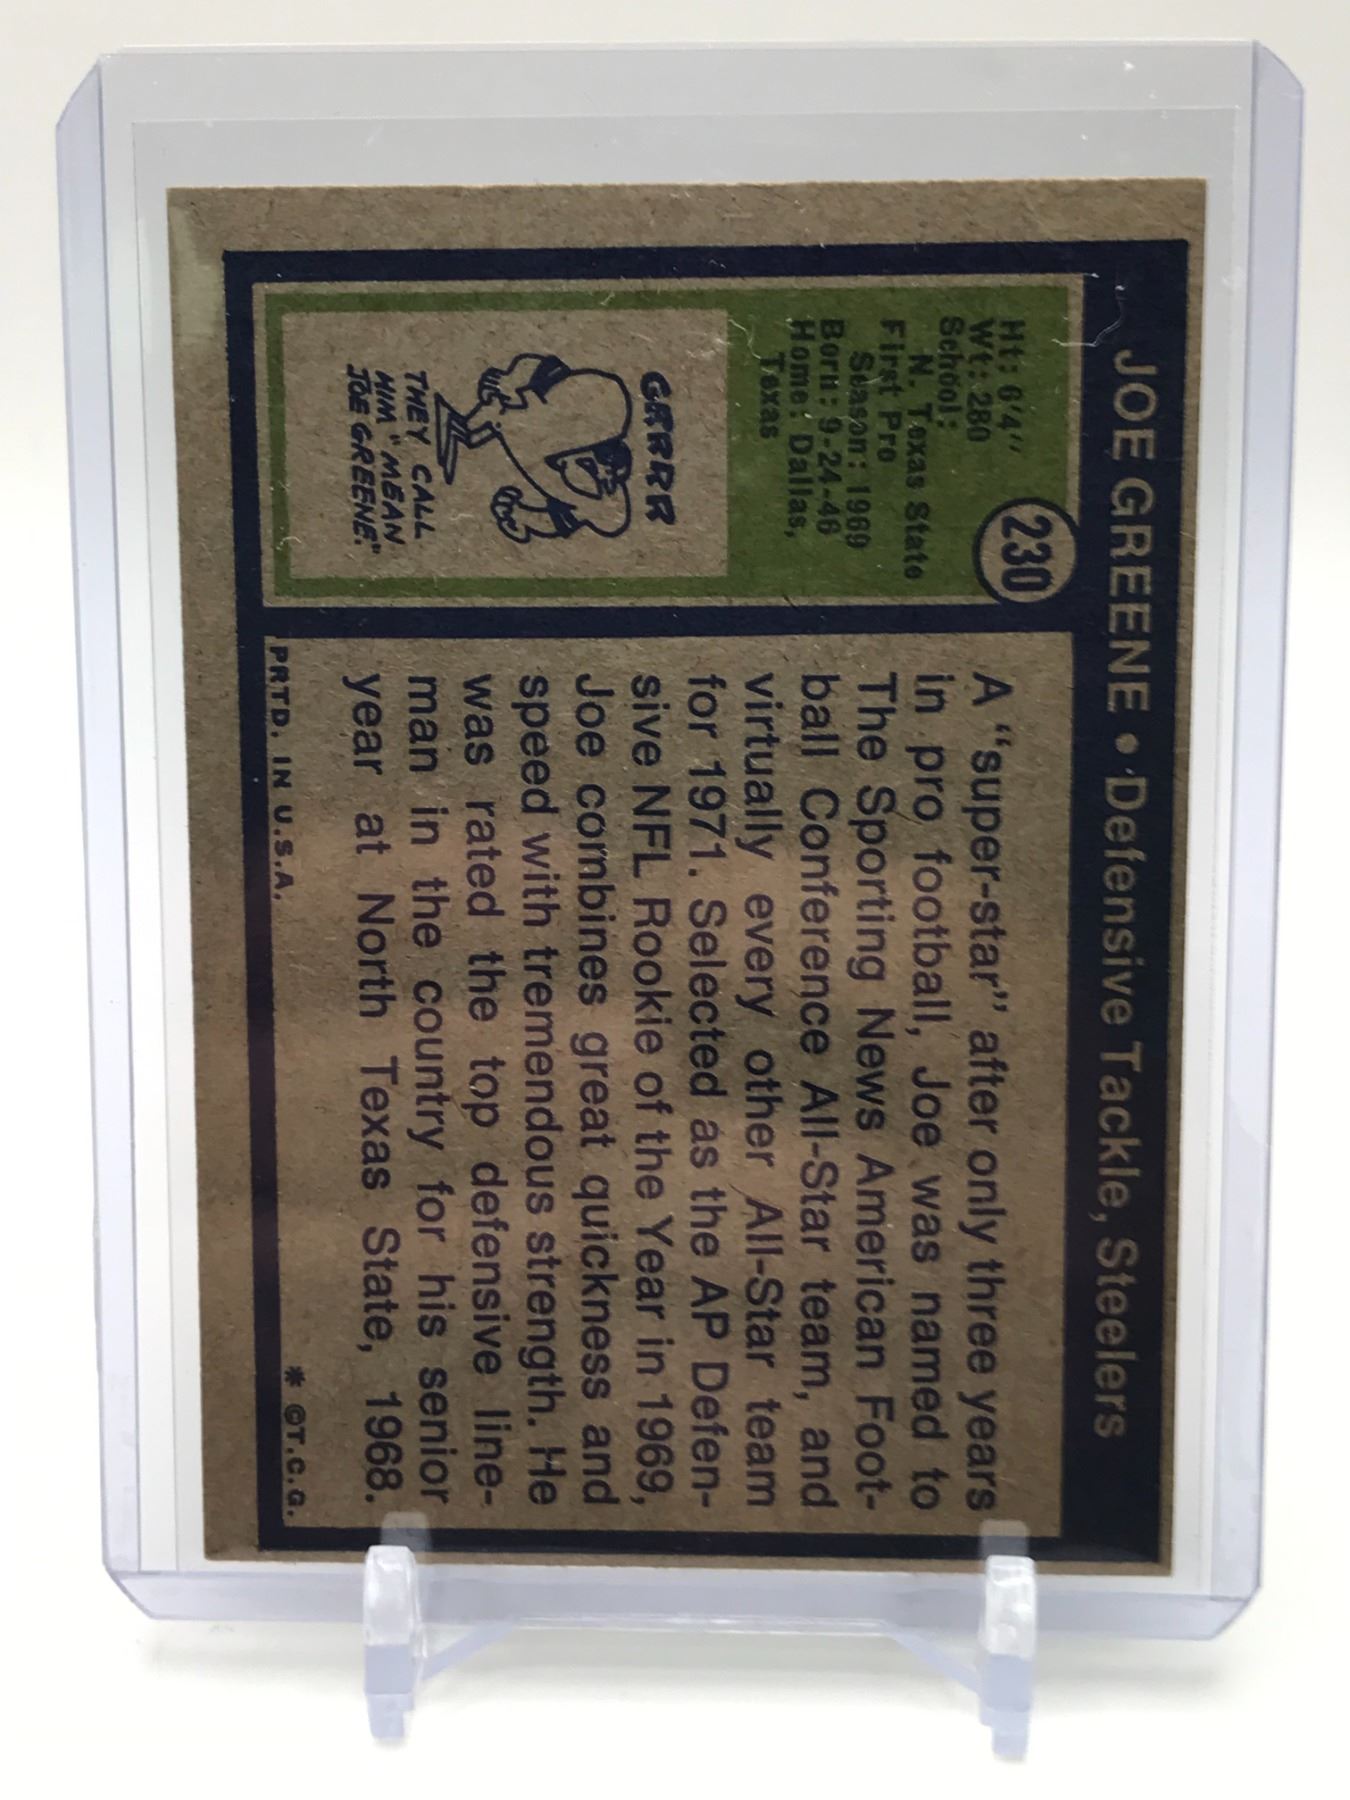 JOE GREENE • Defensive Tackle, Steelers
230
Ht: 6'4"
Wt: 280
School:
N. Texas State
First Pro
Season: 1969
Born: 9-24-46
Home: Dallas,
Texas
GRRRR
THEY CALL
HIM "MEAN
JOE GREENE."
A "super-star" after only three years
in pro football, Joe was named to
The Sporting News American Foot-
ball Conference All-Star team, and
virtually every other All-Star team
for 1971. Selected as the AP Defen-
sive NFL Rookie of the Year in 1969,
Joe combines great quickness and
speed with tremendous strength. He
was rated the top defensive line-
man in the country for his senior
year at North Texas State, 1968.
PRTD. IN U.S.A.
* ©T.C.G.